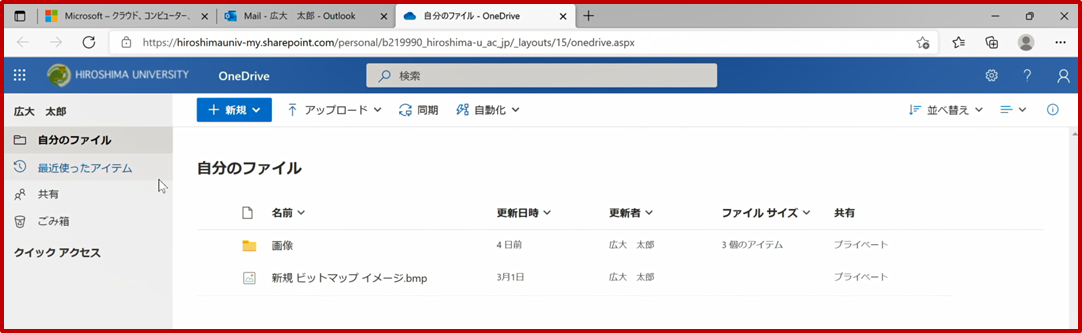 Microsoft – クラウド、コンピューター、 Mail - 広大 太郎 - Outlook 自分のファイル - OneDrive
https://hiroshimauniv-my.sharepoint.com/personal/b219990_hiroshima-u_ac_jp/_layouts/15/onedrive.aspx
HIROSHIMA UNIVERSITY OneDrive 検索
広大 太郎 新規 アップロード 同期 自動化 並べ替え
自分のファイル
最近使ったアイテム
共有
ごみ箱
クイック アクセス
自分のファイル
名前 更新日時 更新者 ファイル サイズ 共有
画像 4 日前 広大 太郎 3 個のアイテム プライベート
新規 ビットマップ イメージ.bmp 3月1日 広大 太郎 プライベート